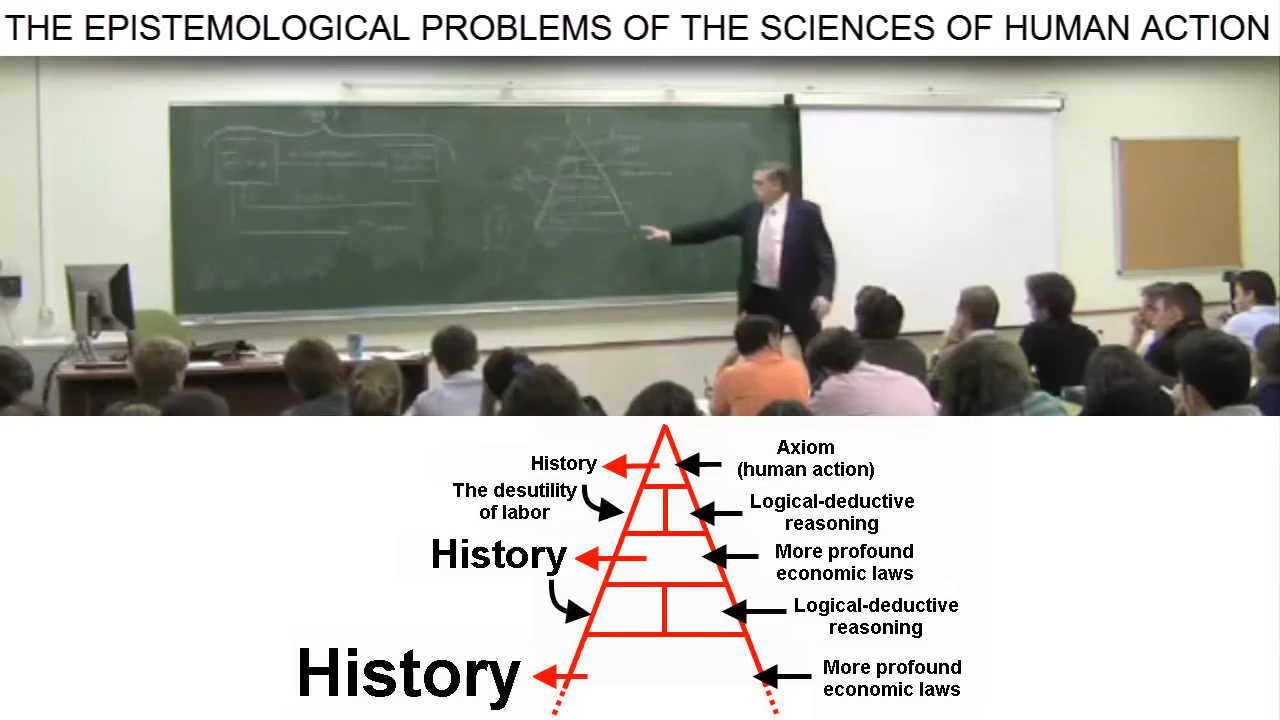 THE EPISTEMOLOGICAL PROBLEMS OF THE SCIENCES OF HUMAN ACTION
History
Axiom
(human action)
The desutility
of labor
Logical-deductive
reasoning
History
More profound
economic laws
Logical-deductive
reasoning
History
More profound
economic laws